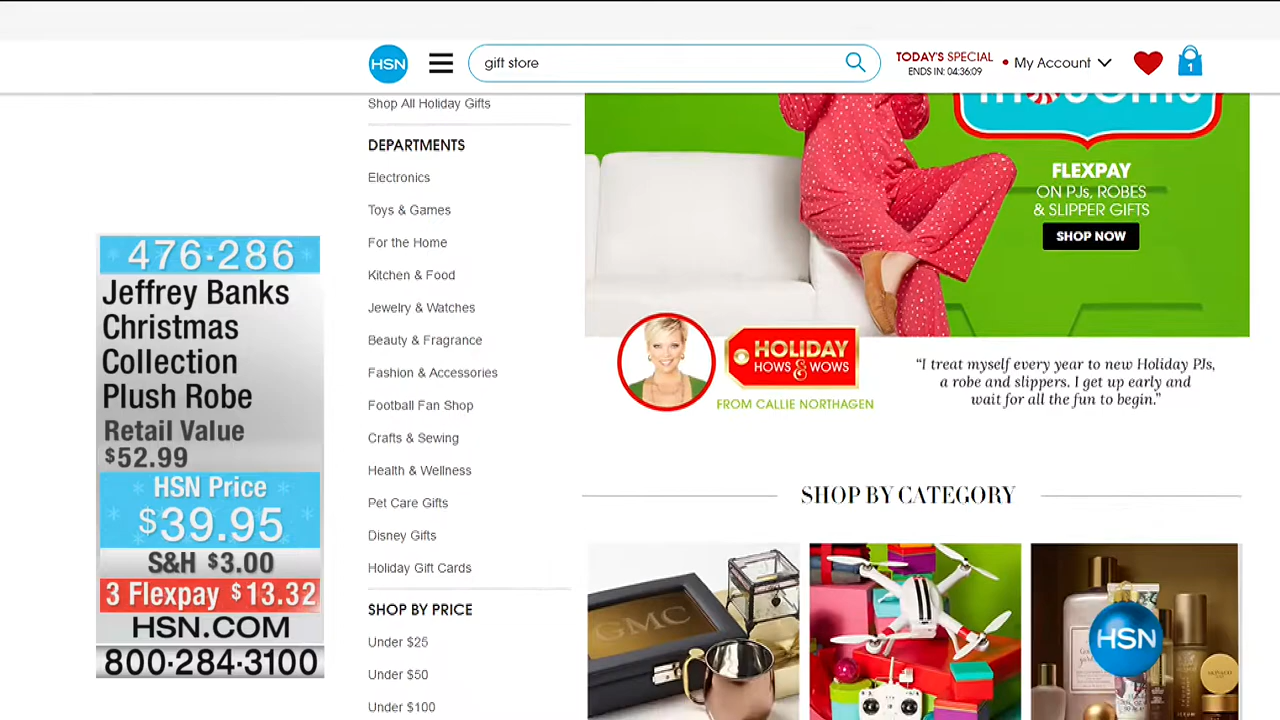 HSN
gift store
TODAY'S SPECIAL
ENDS IN: 04:36:09
My Account
1
Shop All Holiday Gifts
DEPARTMENTS
Electronics
Toys & Games
For the Home
Kitchen & Food
Jewelry & Watches
Beauty & Fragrance
Fashion & Accessories
Football Fan Shop
Crafts & Sewing
Health & Wellness
Pet Care Gifts
Disney Gifts
Holiday Gift Cards
SHOP BY PRICE
Under $25
Under $50
Under $100
476·286
Jeffrey Banks
Christmas
Collection
Plush Robe
Retail Value
$52.99
HSN Price
$39.95
S&H $3.00
3 Flexpay $13.32
HSN.COM
800·284·3100
FLEXPAY
ON PJs, ROBES
& SLIPPER GIFTS
SHOP NOW
HOLIDAY
HOWS & WOWS
FROM CALLIE NORTHAGEN
“I treat myself every year to new Holiday PJs,
a robe and slippers. I get up early and
wait for all the fun to begin.”
SHOP BY CATEGORY
GMC
HSN